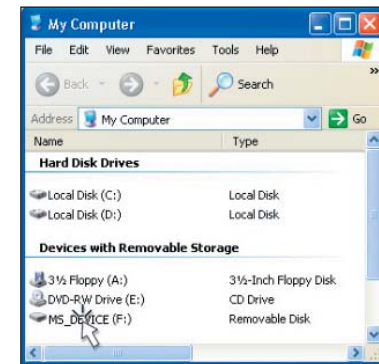 My Computer
File Edit View Favorites Tools Help
Back Search
Address My Computer Go
Name Type
Hard Disk Drives
Local Disk (C:) Local Disk
Local Disk (D:) Local Disk
Devices with Removable Storage
3½ Floppy (A:) 3½-Inch Floppy Disk
DVD-RW Drive (E:) CD Drive
MS_DEVICE (F:) Removable Disk